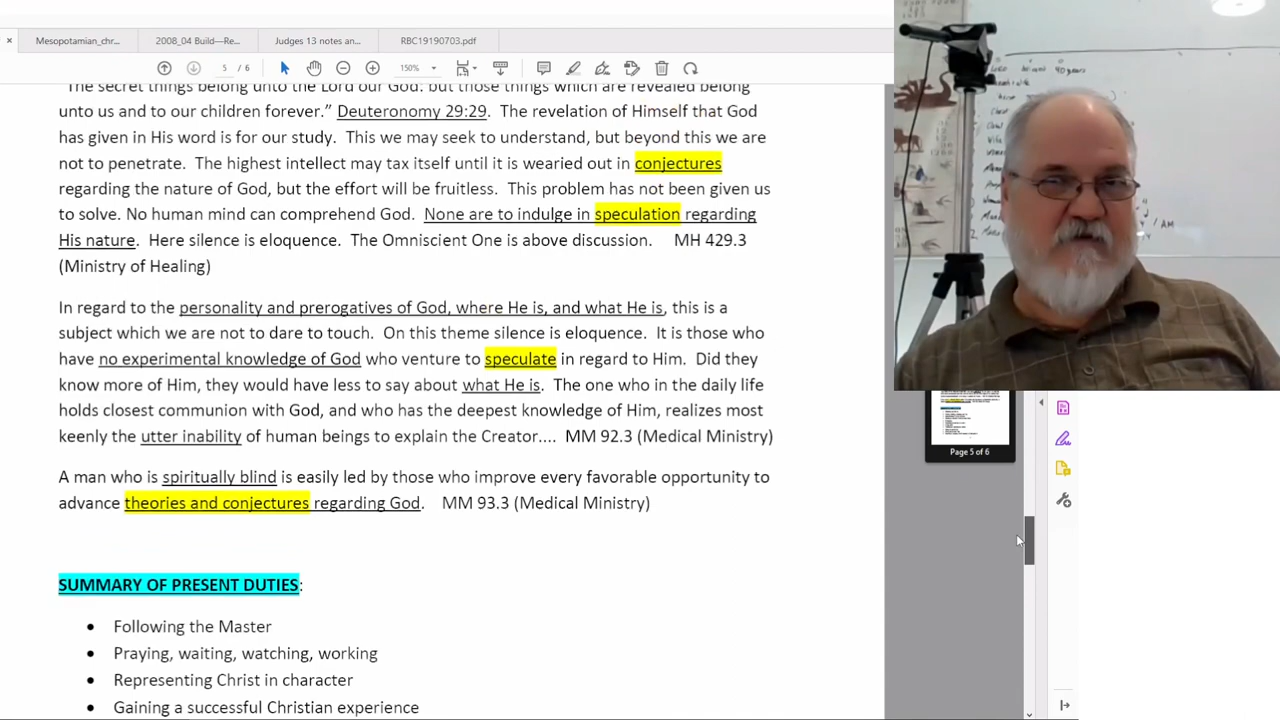 Mesopotamian_chr...
2008_04 Build—Re...
Judges 13 notes an...
RBC19190703.pdf
5 / 6
150%
"The secret things belong unto the Lord our God: but those things which are revealed belong
unto us and to our children forever." Deuteronomy 29:29. The revelation of Himself that God
has given in His word is for our study. This we may seek to understand, but beyond this we are
not to penetrate. The highest intellect may tax itself until it is wearied out in conjectures
regarding the nature of God, but the effort will be fruitless. This problem has not been given us
to solve. No human mind can comprehend God. None are to indulge in speculation regarding
His nature. Here silence is eloquence. The Omniscient One is above discussion. MH 429.3
(Ministry of Healing)
In regard to the personality and prerogatives of God, where He is, and what He is, this is a
subject which we are not to dare to touch. On this theme silence is eloquence. It is those who
have no experimental knowledge of God who venture to speculate in regard to Him. Did they
know more of Him, they would have less to say about what He is. The one who in the daily life
holds closest communion with God, and who has the deepest knowledge of Him, realizes most
keenly the utter inability of human beings to explain the Creator.... MM 92.3 (Medical Ministry)
A man who is spiritually blind is easily led by those who improve every favorable opportunity to
advance theories and conjectures regarding God. MM 93.3 (Medical Ministry)
SUMMARY OF PRESENT DUTIES:
• Following the Master
• Praying, waiting, watching, working
• Representing Christ in character
• Gaining a successful Christian experience
40 years
/ AM
Page 5 of 6